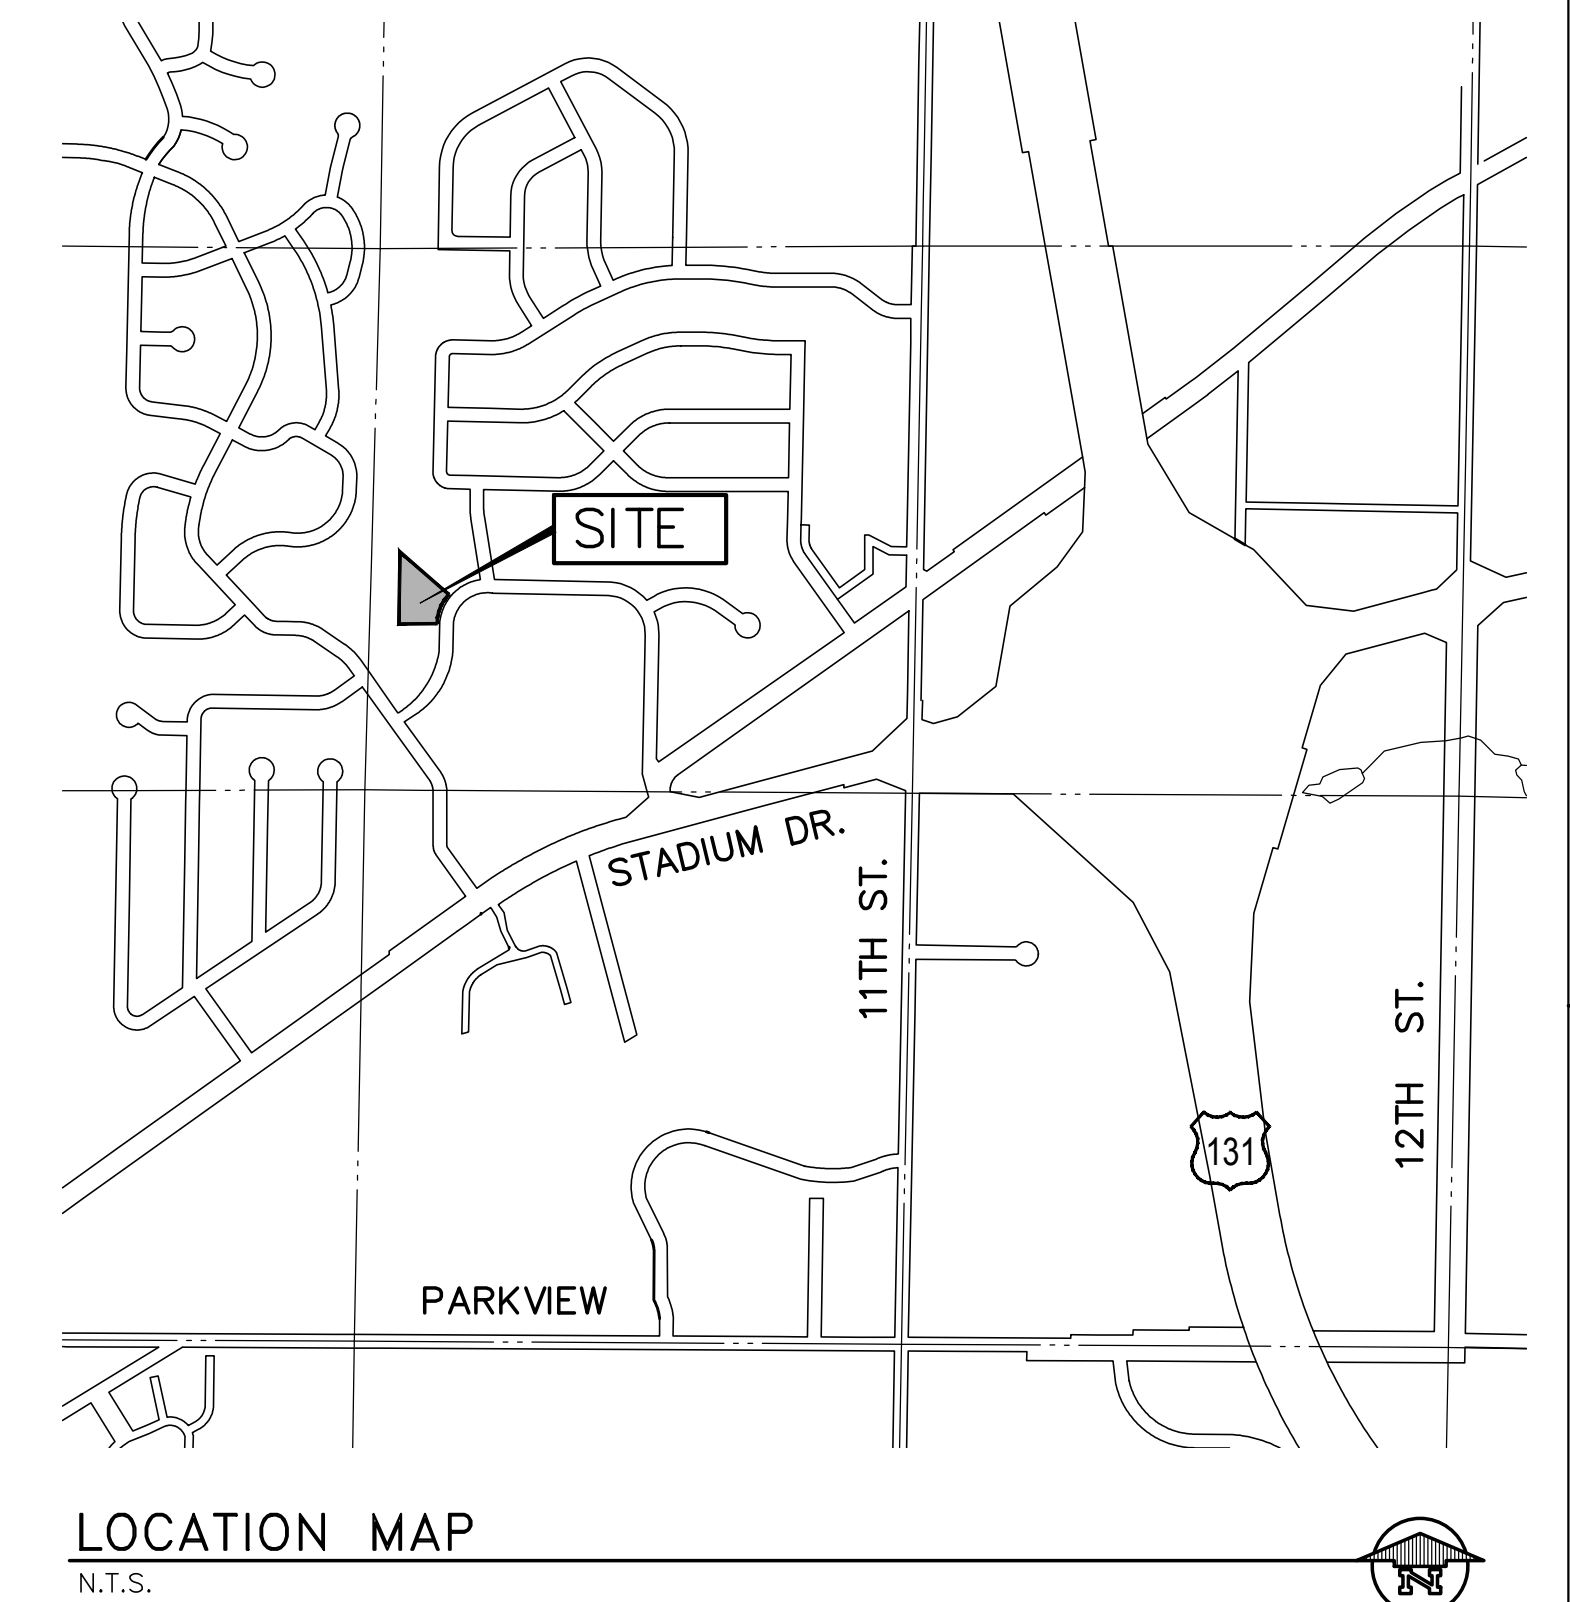 SITE
STADIUM DR.
11TH ST.
12TH ST.
131
PARKVIEW
LOCATION MAP
N.T.S.
N